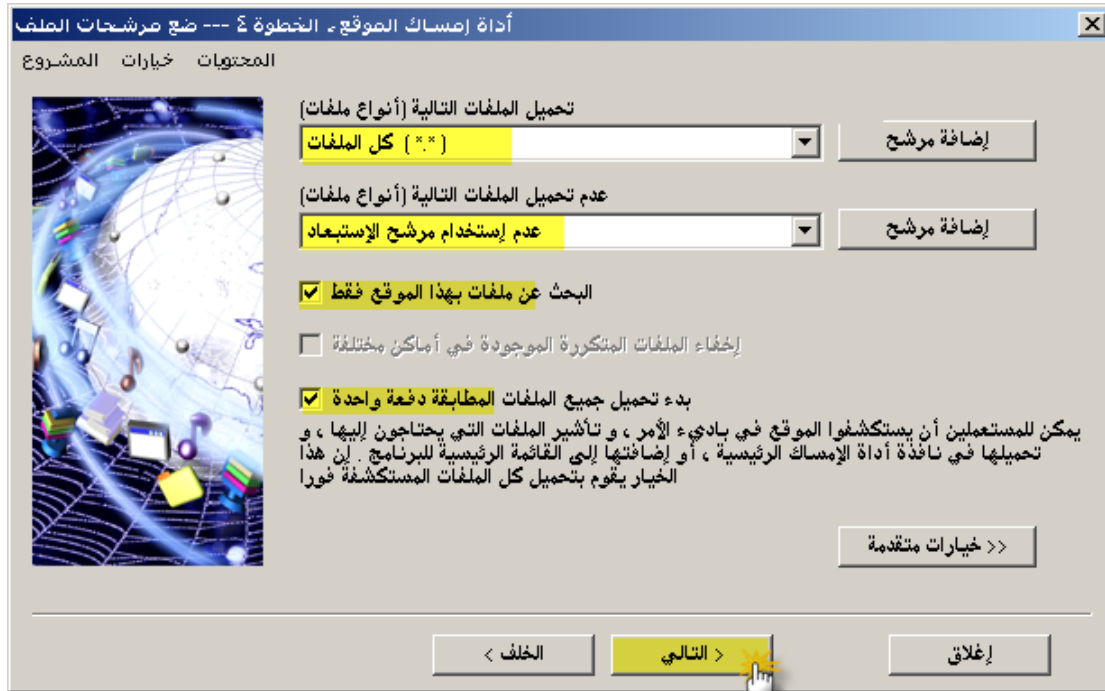 أداة إمساك الموقع ـ الخطوة ٤ --- ضع مرشحات الملف
المحتويات خيارات المشروع
تحميل الملفات التالية (أنواع ملفات)
(*.*) كل الملفات
إضافة مرشح
عدم تحميل الملفات التالية (أنواع ملفات)
عدم إستخدام مرشح الإستبعاد
إضافة مرشح
البحث عن ملفات بهذا الموقع فقط
إخفاء الملفات المتكررة الموجودة في أماكن مختلفة
بدء تحميل جميع الملفات المطابقة دفعة واحدة
يمكن للمستعملين أن يستكشفوا الموقع في باديء الأمر ، و تأشير الملفات التي يحتاجون إليها ، و
تحميلها في نافذة أداة الإمساك الرئيسية ، أو إضافتها إلى القائمة الرئيسية للبرنامج . إن هذا
الخيار يقوم بتحميل كل الملفات المستكشفة فورا
خيارات متقدمة >>
الخلف >
التالي <
إغلاق